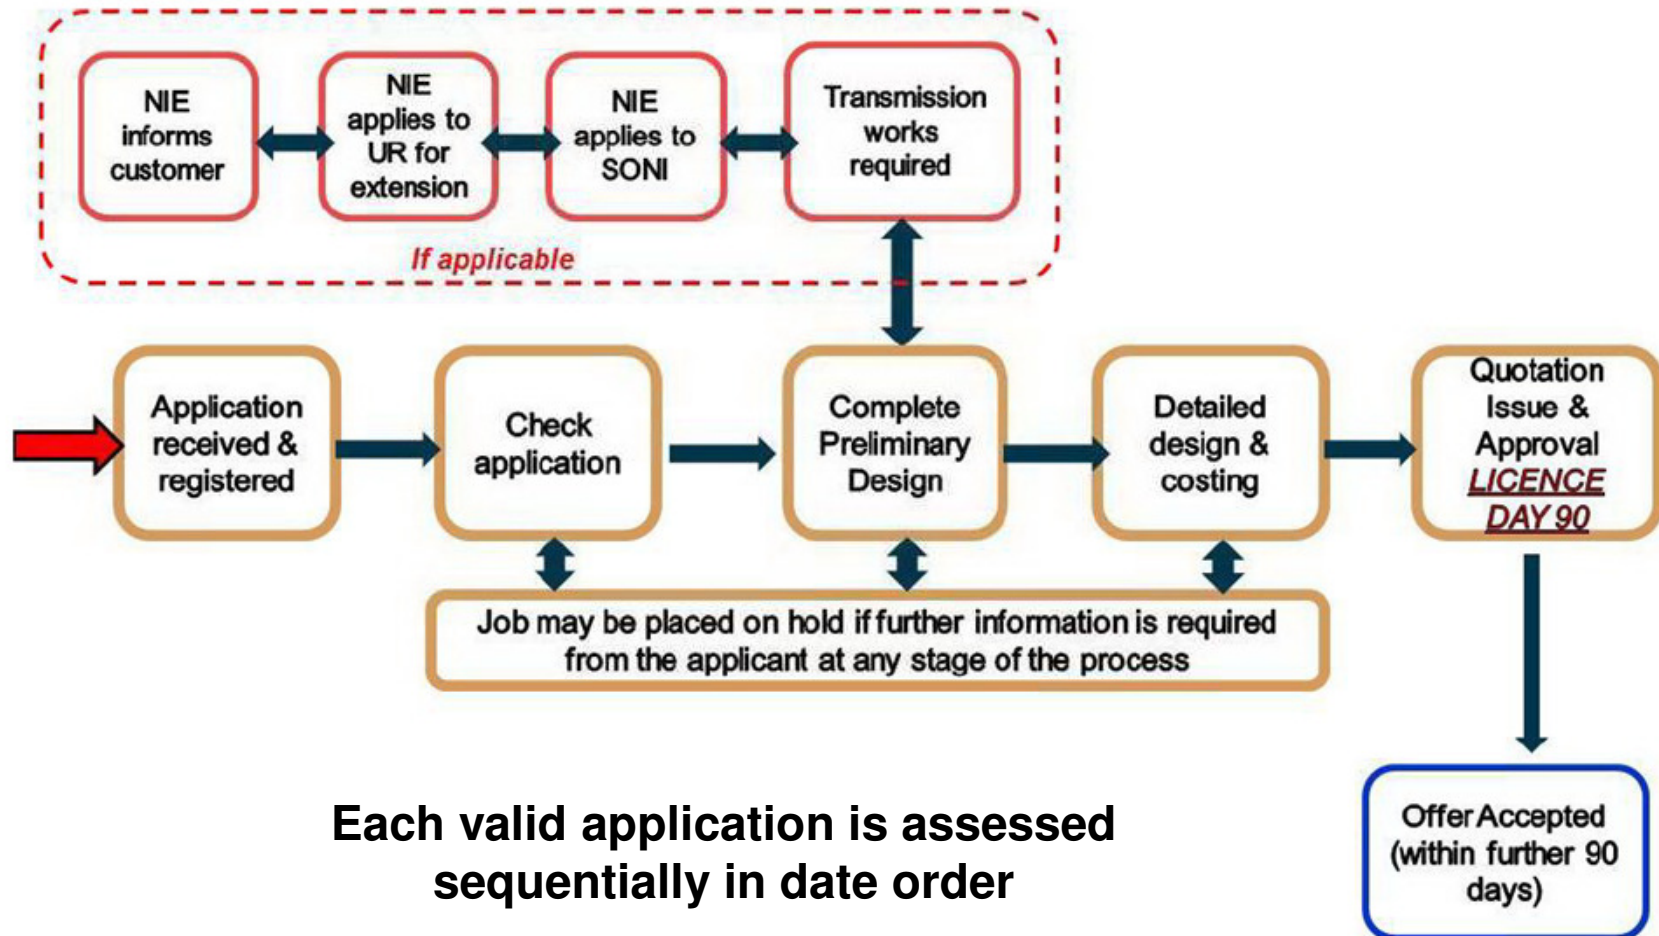 NIE
informs
customer
NIE
applies to
UR for
extension
NIE
applies to
SONI
Transmission
works
required
If applicable
Application
received &
registered
Check
application
Complete
Preliminary
Design
Detailed
design &
costing
Quotation
Issue &
Approval
LICENCE
DAY 90
Job may be placed on hold if further information is required
from the applicant at any stage of the process
Offer Accepted
(within further 90
days)
Each valid application is assessed
sequentially in date order